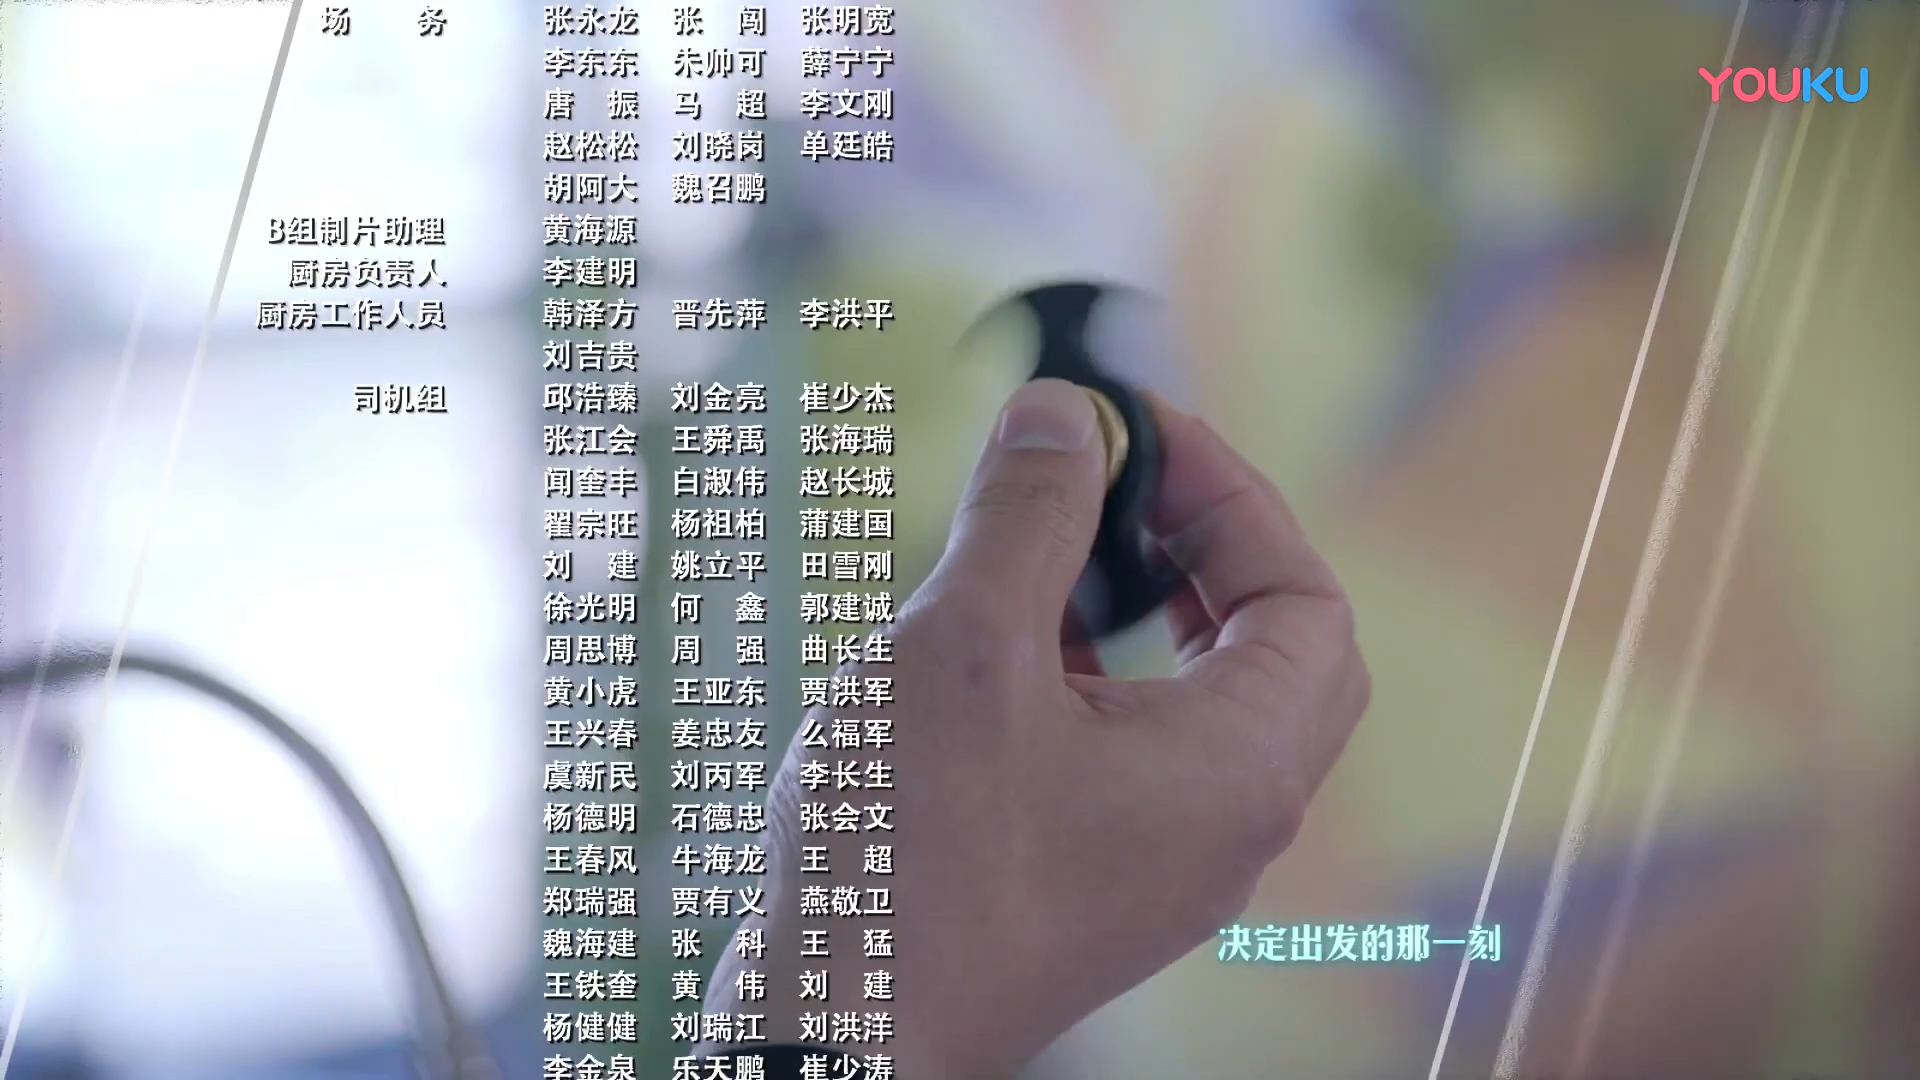 场 务 张永龙 张 闯 张明宽
YOUKU
李东东 朱帅可 薛宁宁
唐 振 马 超 李文刚
赵松松 刘晓岗 单廷皓
胡阿大 魏召鹏
B组制片助理 黄海源
厨房负责人 李建明
厨房工作人员 韩泽方 晋先萍 李洪平
刘吉贵
司机组 邱浩臻 刘金亮 崔少杰
张江会 王舜禹 张海瑞
闻奎丰 白淑伟 赵长城
翟宗旺 杨祖柏 蒲建国
刘 建 姚立平 田雪刚
徐光明 何 鑫 郭建诚
周思博 周 强 曲长生
黄小虎 王亚东 贾洪军
王兴春 姜忠友 么福军
虞新民 刘丙军 李长生
杨德明 石德忠 张会文
王春风 牛海龙 王 超
郑瑞强 贾有义 燕敬卫
魏海建 张 科 王 猛
决定出发的那一刻
王铁奎 黄 伟 刘 建
杨健健 刘瑞江 刘洪洋
李金泉 乐天鹏 崔少涛